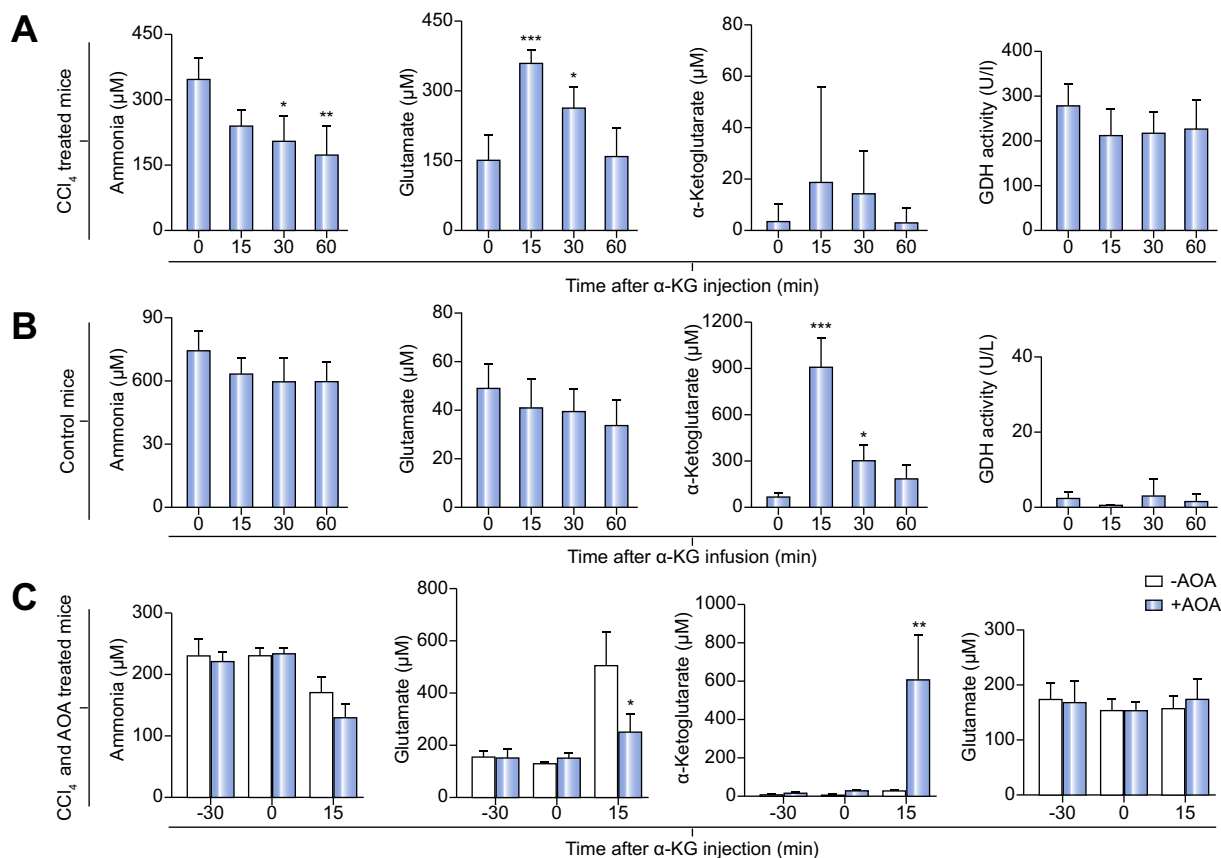 A
CCl4 treated mice
Ammonia (µM)
450
300
150
0
0 15 30 60
* **
Glutamate (µM)
450
300
150
0
0 15 30 60
*** *
α-Ketoglutarate (µM)
80
60
40
20
0
0 15 30 60
GDH activity (U/l)
400
300
200
100
0
0 15 30 60
Time after α-KG injection (min)
B
Control mice
Ammonia (µM)
90
600
30
0
0 15 30 60
Glutamate (µM)
80
60
40
20
0
0 15 30 60
α-Ketoglutarate (µM)
1200
900
600
300
0
0 15 30 60
*** *
GDH activity (U/L)
40
20
0
0 15 30 60
Time after α-KG infusion (min)
C
CCl4 and AOA treated mice
Ammonia (µM)
300
200
100
0
-30 0 15
Glutamate (µM)
800
600
400
200
0
-30 0 15
*
α-Ketoglutarate (µM)
1000
800
600
400
200
0
-30 0 15
**
-AOA
+AOA
Glutamate (µM)
300
200
100
0
-30 0 15
Time after α-KG injection (min)